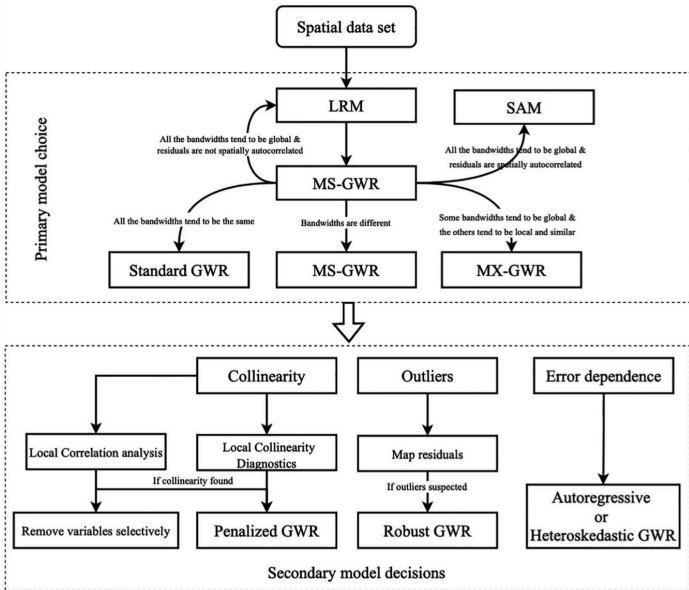 Spatial data set
Primary model choice
LRM
SAM
All the bandwidths tend to be global &
residuals are not spatially autocorrelated
All the bandwidths tend to be global &
residuals are spatially autocorrelated
MS-GWR
All the bandwidths tend to be the same
Bandwidths are different
Some bandwidths tend to be global &
the others tend to be local and similar
Standard GWR
MS-GWR
MX-GWR
Collinearity
Outliers
Error dependence
Local Correlation analysis
Local Collinearity
Diagnostics
Map residuals
If collinearity found
If outliers suspected
Remove variables selectively
Penalized GWR
Robust GWR
Autoregressive
or
Heteroskedastic GWR
Secondary model decisions